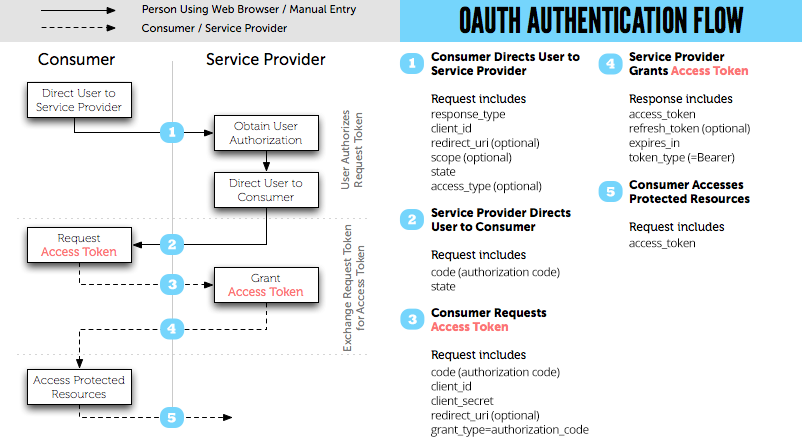 Person Using Web Browser / Manual Entry
Consumer / Service Provider
OAUTH AUTHENTICATION FLOW
Consumer
Service Provider
Direct User to
Service Provider
1
Obtain User
Authorization
Direct User to
Consumer
User Authorizes
Request Token
Request
Access Token
2
3
Grant
Access Token
4
Exchange Request Token
for Access Token
Access Protected
Resources
5
1
Consumer Directs User to
Service Provider
Request includes
response_type
client_id
redirect_uri (optional)
scope (optional)
state
access_type (optional)
2
Service Provider Directs
User to Consumer
Request includes
code (authorization code)
state
3
Consumer Requests
Access Token
Request includes
code (authorization code)
client_id
client_secret
redirect_uri (optional)
grant_type=authorization_code
4
Service Provider
Grants Access Token
Response includes
access_token
refresh_token (optional)
expires_in
token_type (=Bearer)
5
Consumer Accesses
Protected Resources
Request includes
access_token